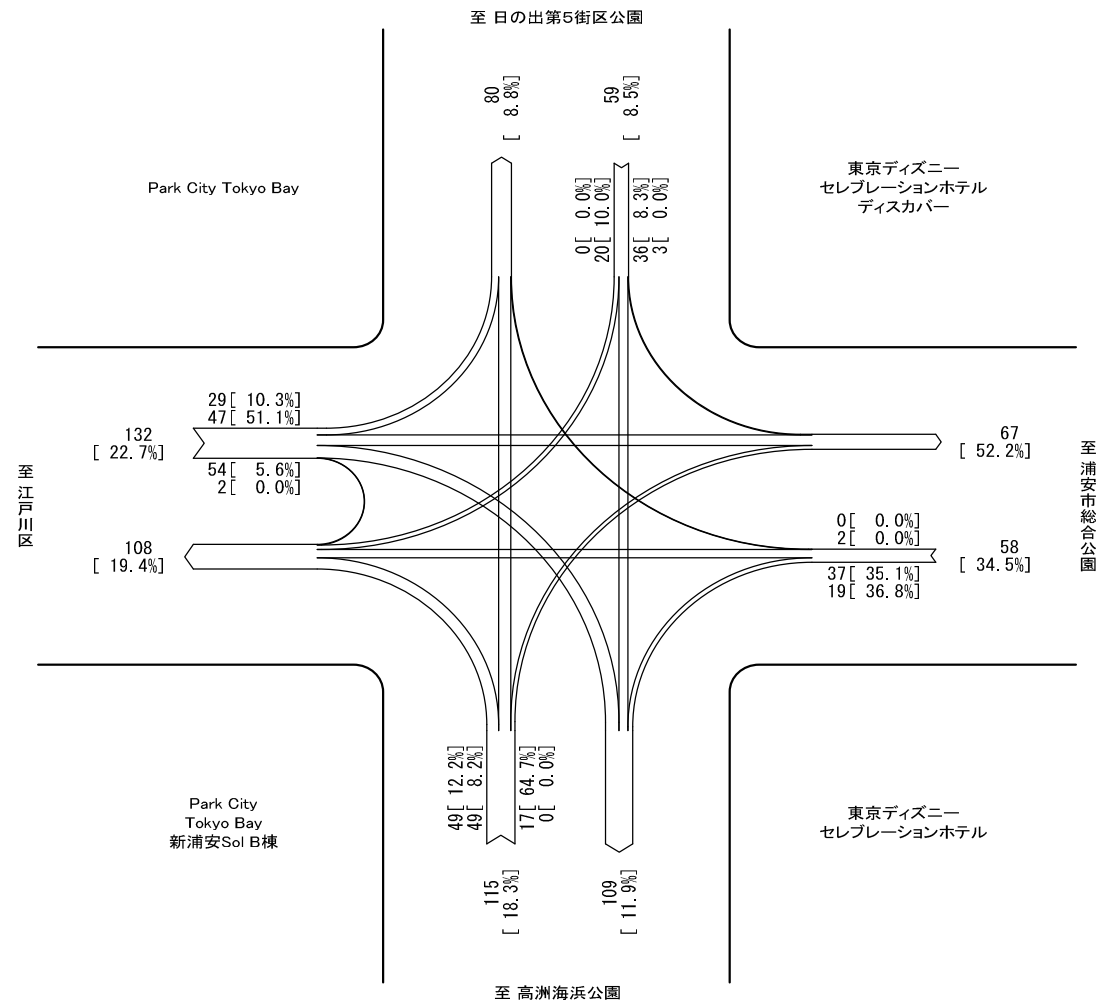 至 日の出第5街区公園
80
[  8.8%]
59
[  8.5%]
Park City Tokyo Bay
東京ディズニー
セレブレーションホテル
ディスカバー
0[  0.0%]
20[ 10.0%]
36[  8.3%]
3[  0.0%]
29[ 10.3%]
47[ 51.1%]
132
[ 22.7%]
54[  5.6%]
2[  0.0%]
67
[ 52.2%]
至 江戸川区
至 浦安市総合公園
108
[ 19.4%]
0[  0.0%]
2[  0.0%]
58
[ 34.5%]
37[ 35.1%]
19[ 36.8%]
49[ 12.2%]
49[  8.2%]
17[ 64.7%]
0[  0.0%]
Park City
Tokyo Bay
新浦安Sol B棟
東京ディズニー
セレブレーションホテル
115
[ 18.3%]
109
[ 11.9%]
至 高洲海浜公園